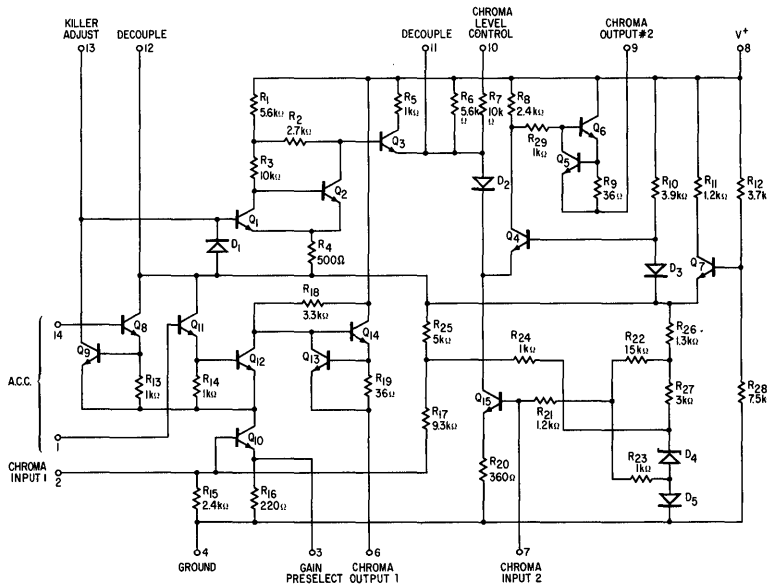 KILLER
ADJUST
13
DECOUPLE
12
DECOUPLE
11
CHROMA
LEVEL
CONTROL
10
CHROMA
OUTPUT #2
9
V+
8
R1
5.6kΩ
R2
2.7kΩ
R3
10kΩ
R5
1kΩ
Q3
R6
5.6k
Ω
R7
10k
Ω
R8
2.4kΩ
R29
1kΩ
Q6
Q5
R9
36Ω
R10
3.9kΩ
R11
1.2kΩ
R12
3.7k
Q2
Q1
D1
R4
500Ω
D2
Q4
D3
Q7
14
Q8
Q9
Q11
R18
3.3kΩ
Q12
Q13
Q14
R25
5kΩ
R24
1kΩ
R22
15kΩ
R26
1.3kΩ
A.C.C.
R13
1kΩ
R14
1kΩ
R19
36Ω
R17
9.3kΩ
Q15
R21
1.2kΩ
R27
3kΩ
R28
7.5k
1
Q10
R23
1kΩ
D4
CHROMA
INPUT 1
2
R15
2.4kΩ
R16
220Ω
R20
360Ω
D5
4
GROUND
3
GAIN
PRESELECT
6
CHROMA
OUTPUT 1
7
CHROMA
INPUT 2